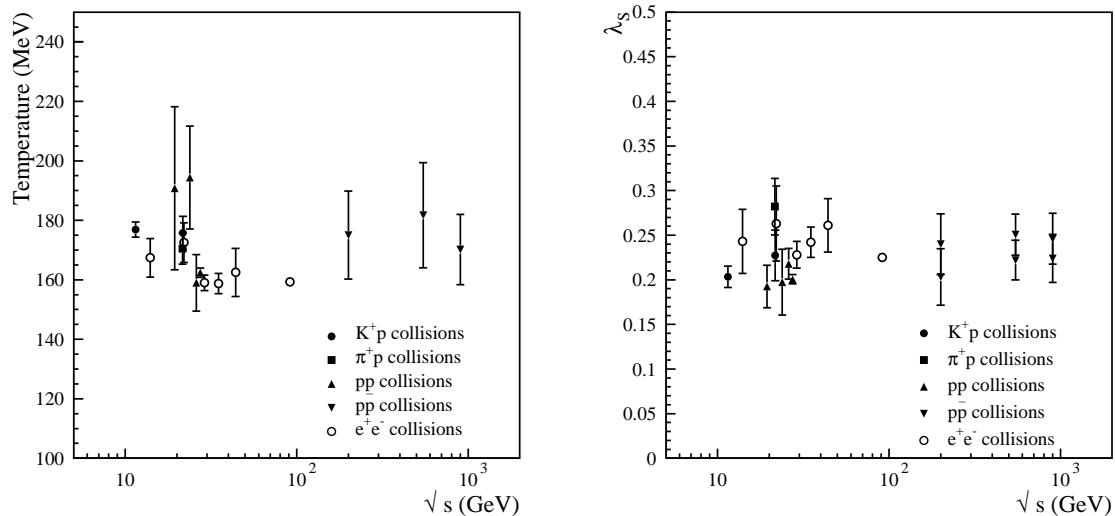 Temperature (MeV)
240
220
200
180
160
140
120
100
K⁺p collisions
π⁺p collisions
pp collisions
pp̄ collisions
e⁺e⁻ collisions
10
10²
10³
√ s (GeV)
λs
0.5
0.45
0.4
0.35
0.3
0.25
0.2
0.15
0.1
0.05
0
K⁺p collisions
π⁺p collisions
pp collisions
pp̄ collisions
e⁺e⁻ collisions
10
10²
10³
√ s (GeV)